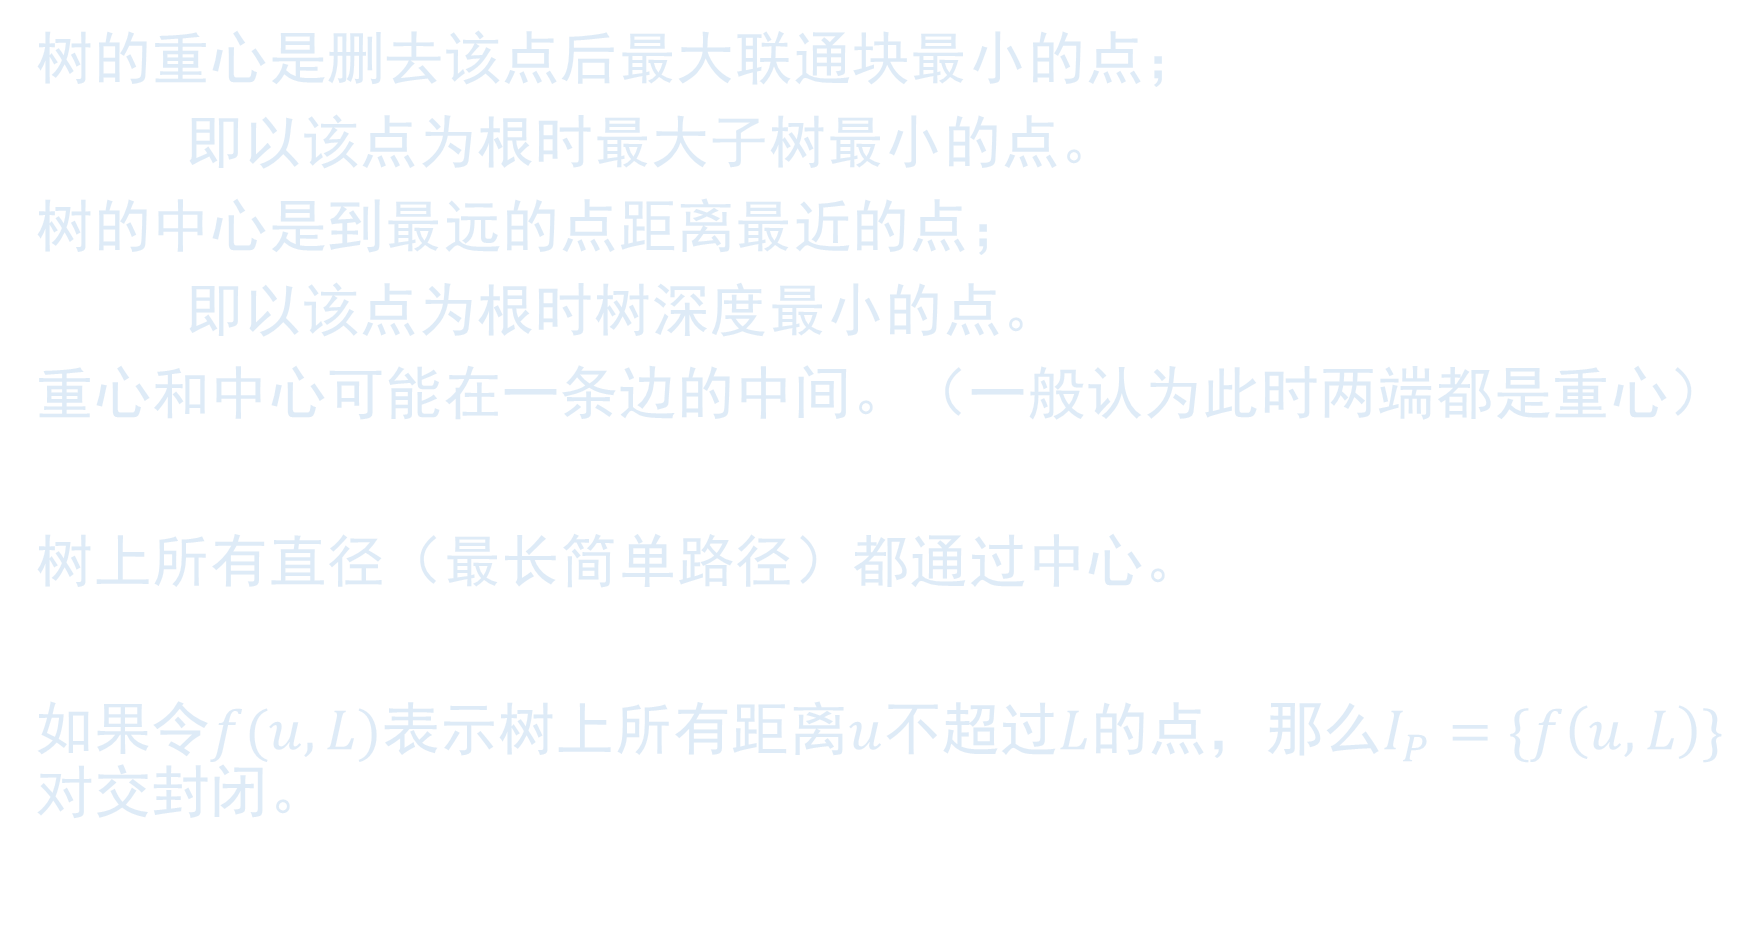 树的重心是删去该点后最大联通块最小的点；
即以该点为根时最大子树最小的点。
树的中心是到最远的点距离最近的点；
即以该点为根时树深度最小的点。
重心和中心可能在一条边的中间。（一般认为此时两端都是重心）
树上所有直径（最长简单路径）都通过中心。
如果令𝑓(𝑢, 𝐿)表示树上所有距离𝑢不超过𝐿的点，那么𝐼_𝑃 = {𝑓(𝑢, 𝐿)}
对交封闭。